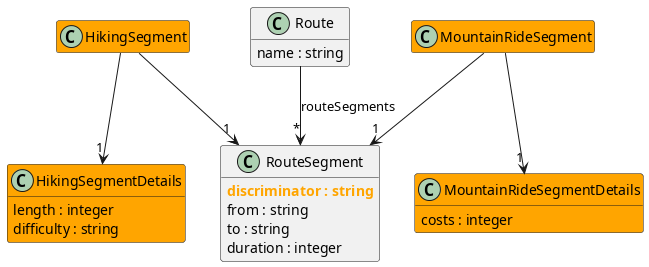 C HikingSegment
C Route
name : string
C MountainRideSegment
routeSegments
1
1
*
1
1
C HikingSegmentDetails
length : integer
difficulty : string
C RouteSegment
discriminator : string
from : string
to : string
duration : integer
C MountainRideSegmentDetails
costs : integer